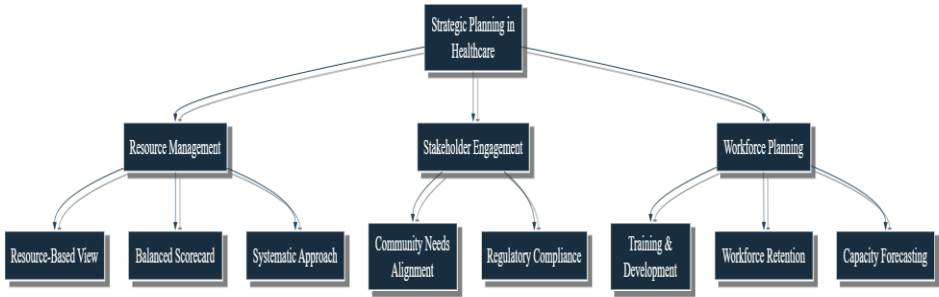 Strategic Planning in
Healthcare
Resource Management
Stakeholder Engagement
Workforce Planning
Resource-Based View
Balanced Scorecard
Systematic Approach
Community Needs
Alignment
Regulatory Compliance
Training &
Development
Workforce Retention
Capacity Forecasting